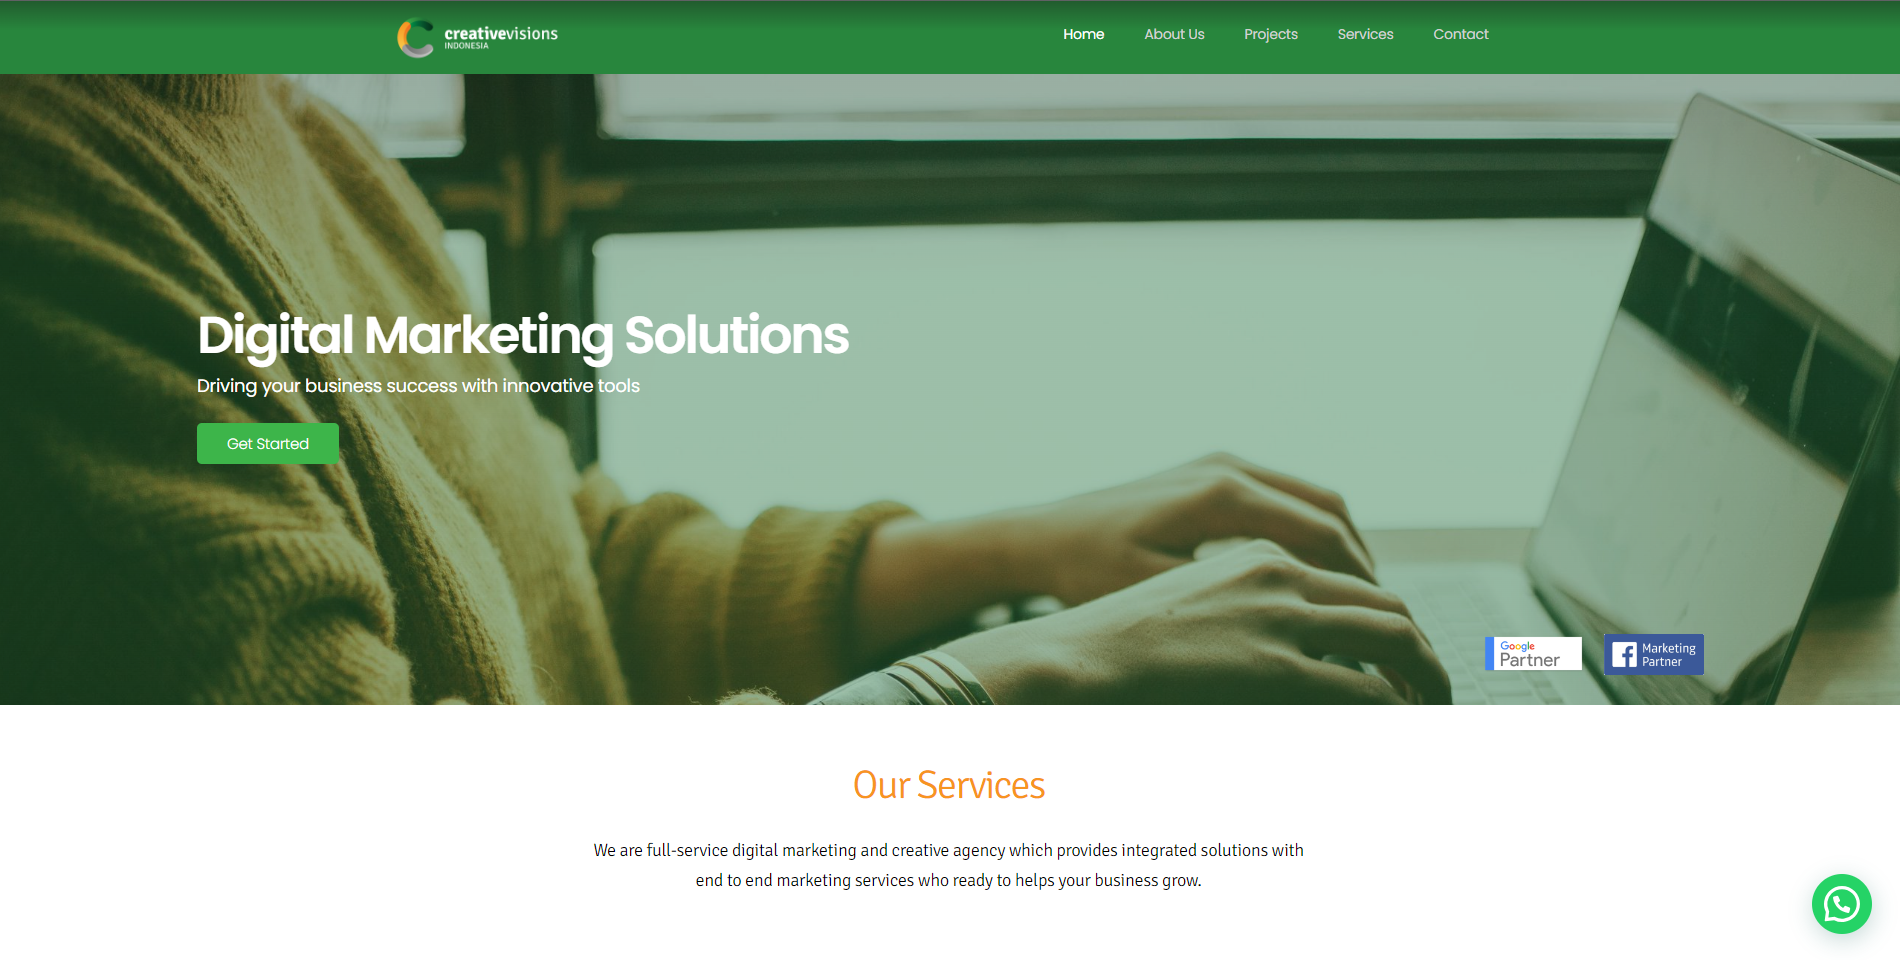 creativevisions
INDONESIA
Home About Us Projects Services Contact
Digital Marketing Solutions
Driving your business success with innovative tools
Get Started
Google
Partner
Marketing
Partner
Our Services
We are full-service digital marketing and creative agency which provides integrated solutions with
end to end marketing services who ready to helps your business grow.